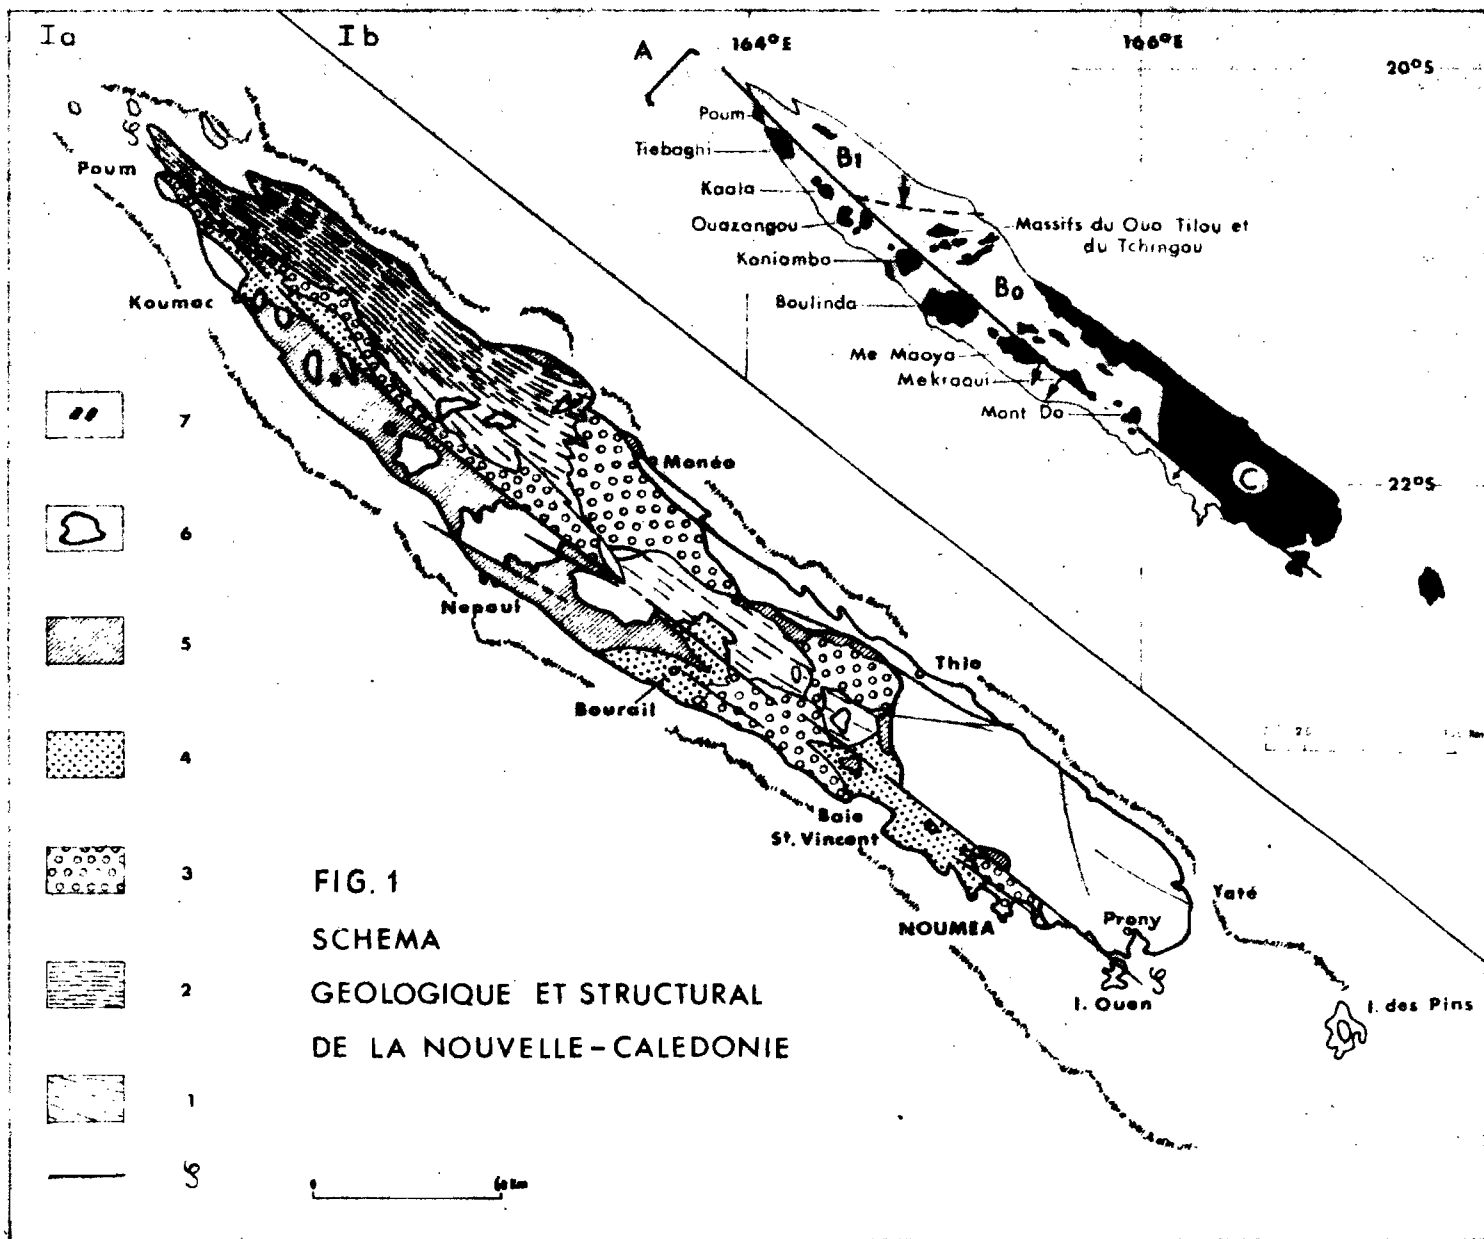 Ia
Ib
A
164°E
166°E
20°S
Poum
Tiebaghi
B1
Kaala
Ouazangou
Massifs du Oua Tilou et
du Tchingou
Koniambo
Bo
Boulinda
Me Maoya
Mekraoui
Mont Do
C
22°S
Poum
Koumac
Monéo
Nepoui
Thio
Bourail
Baie
St. Vincent
NOUMEA
Prony
Yaté
I. Ouen
I. des Pins
7
6
5
4
3
2
1
FIG. 1
SCHEMA
GEOLOGIQUE ET STRUCTURAL
DE LA NOUVELLE-CALEDONIE